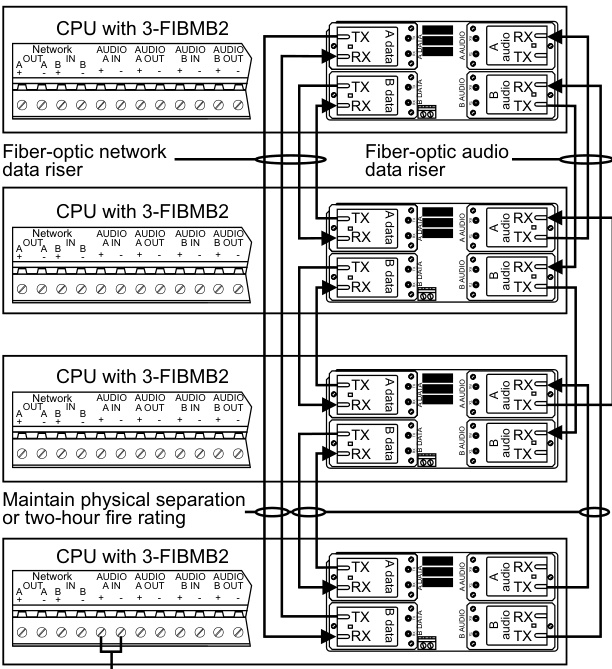 CPU with 3-FIBMB2
Network
OUT IN
A A B B
+ - + -
AUDIO A IN
AUDIO A OUT
AUDIO B IN
AUDIO B OUT
+ - + - + - + -
TX
RX
A data
A DATA
A AUDIO
A audio
RX
TX
TX
RX
B data
B DATA
B AUDIO
B audio
RX
TX
Fiber-optic network
data riser
Fiber-optic audio
data riser
CPU with 3-FIBMB2
Network
OUT IN
A A B B
+ - + -
AUDIO A IN
AUDIO A OUT
AUDIO B IN
AUDIO B OUT
+ - + - + - + -
TX
RX
A data
A DATA
A AUDIO
A audio
RX
TX
TX
RX
B data
B DATA
B AUDIO
B audio
RX
TX
CPU with 3-FIBMB2
Network
OUT IN
A A B B
+ - + -
AUDIO A IN
AUDIO A OUT
AUDIO B IN
AUDIO B OUT
+ - + - + - + -
TX
RX
A data
A DATA
A AUDIO
A audio
RX
TX
TX
RX
B data
B DATA
B AUDIO
B audio
RX
TX
Maintain physical separation
or two-hour fire rating
CPU with 3-FIBMB2
Network
OUT IN
A A B B
+ - + -
AUDIO A IN
AUDIO A OUT
AUDIO B IN
AUDIO B OUT
+ - + - + - + -
TX
RX
A data
A DATA
A AUDIO
A audio
RX
TX
TX
RX
B data
B DATA
B AUDIO
B audio
RX
TX